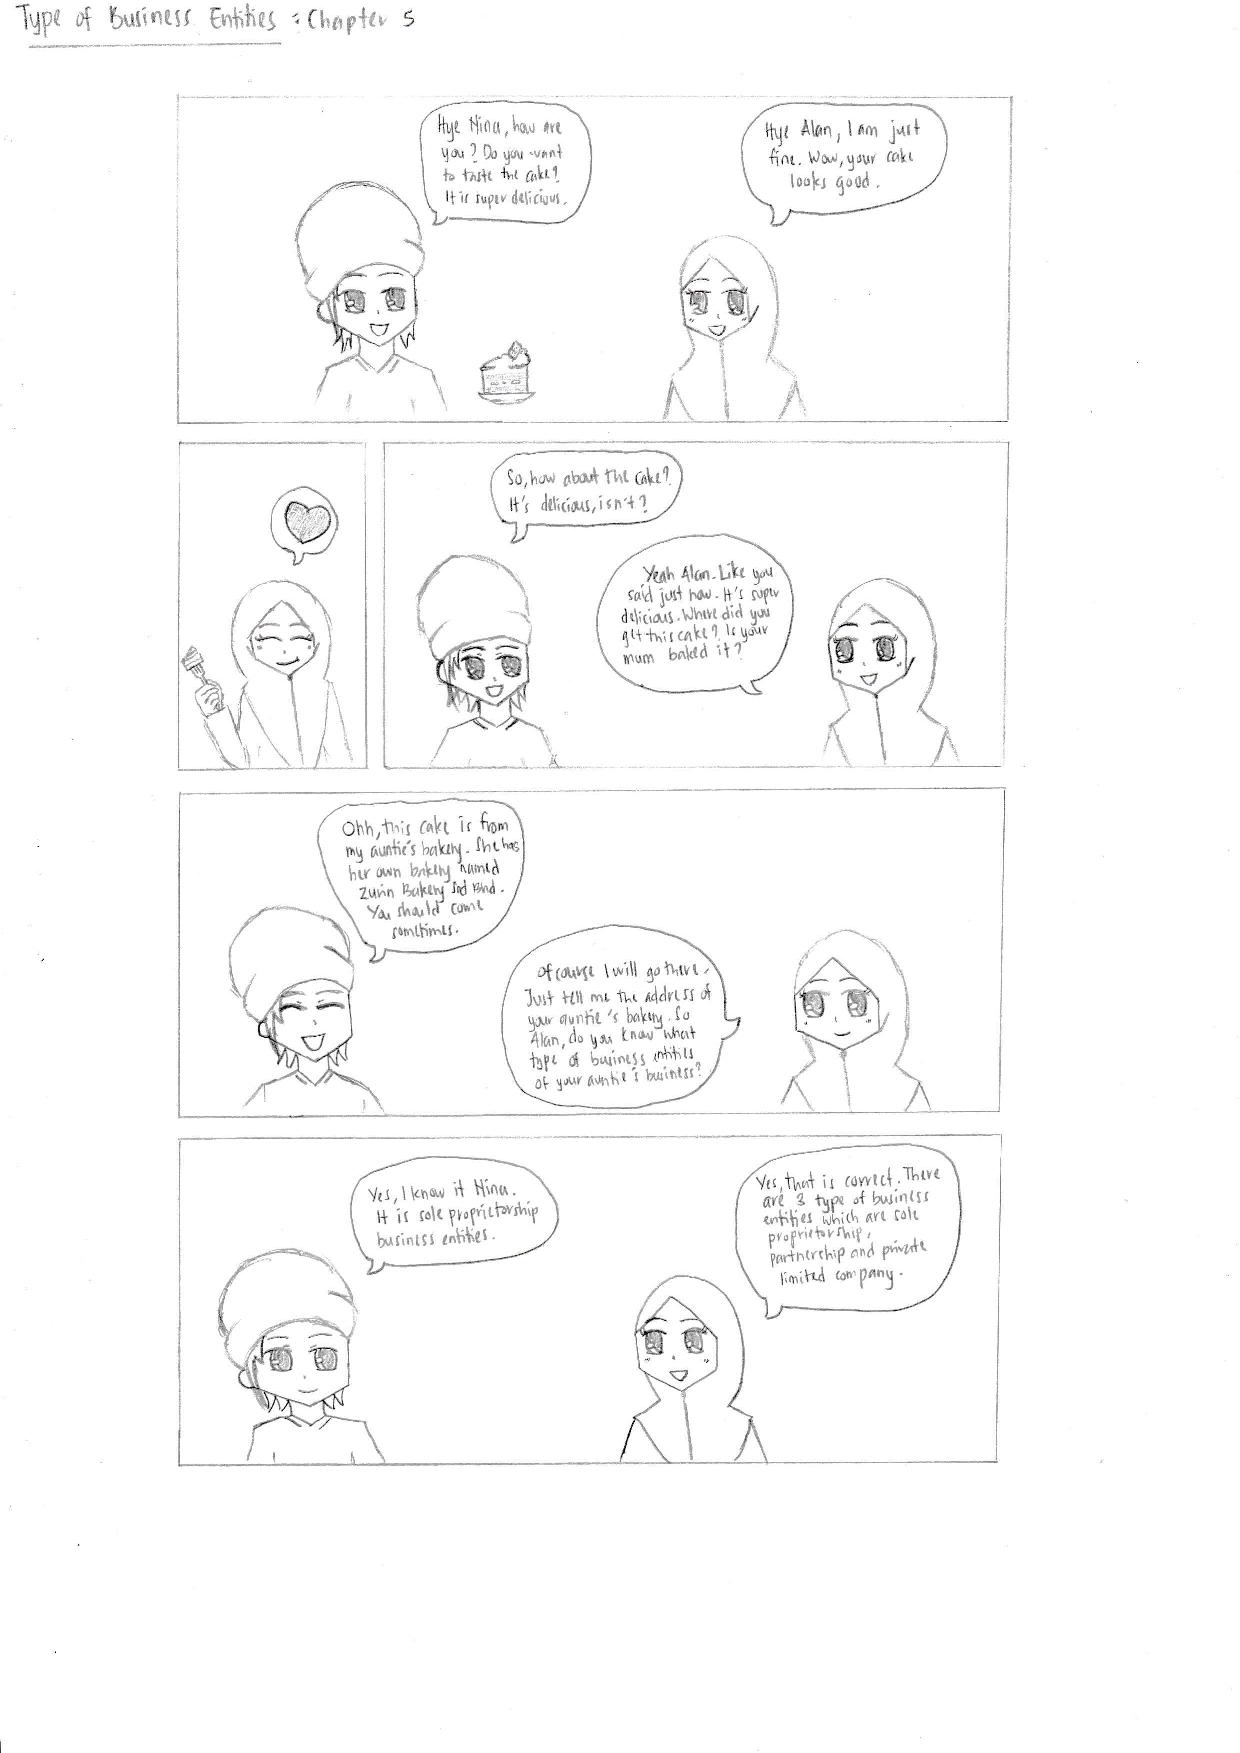 Type of Business Entities : Chapter 5
Hye Nina, how are
you? Do you want
to taste the cake?
It is super delicious.
Hye Alan, I am just
fine. Wow, your cake
looks good.
So, how about the cake?
It's delicious, isn't?
Yeah Alan. Like you
said just now. It's super
delicious. Where did you
get this cake? Is your
mum baked it?
Ohh, this cake is from
my auntie's bakery. She has
her own bakery named
Zurin Bakery Snd Bhd.
You should come
sometimes.
Of course I will go there.
Just tell me the address of
your auntie's bakery. So
Alan, do you know what
type of business entities
of your auntie's business?
Yes, I know it Nina.
It is sole proprietorship
business entities.
Yes, that is correct. There
are 3 type of business
entities which are sole
proprietorship,
partnership and private
limited company.